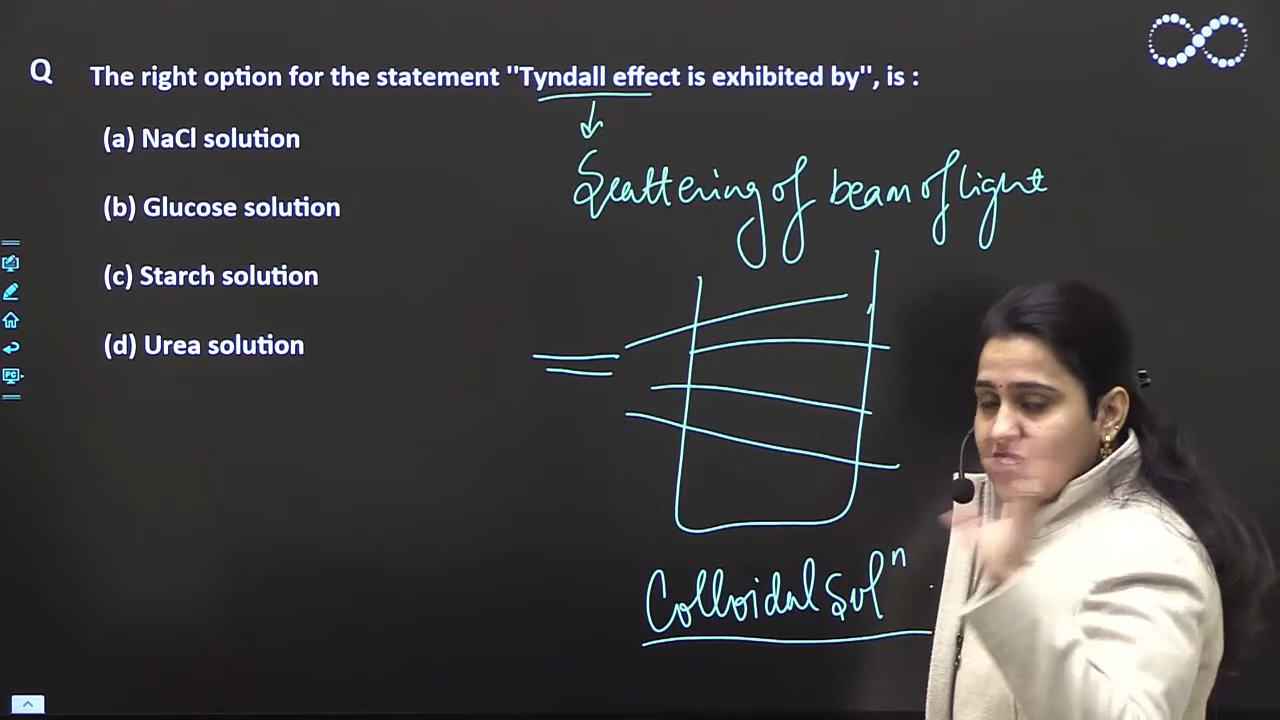 Q The right option for the statement "Tyndall effect is exhibited by", is :
(a) NaCl solution
(b) Glucose solution
(c) Starch solution
(d) Urea solution
Scattering of beam of light
Colloidal Solⁿ
PC